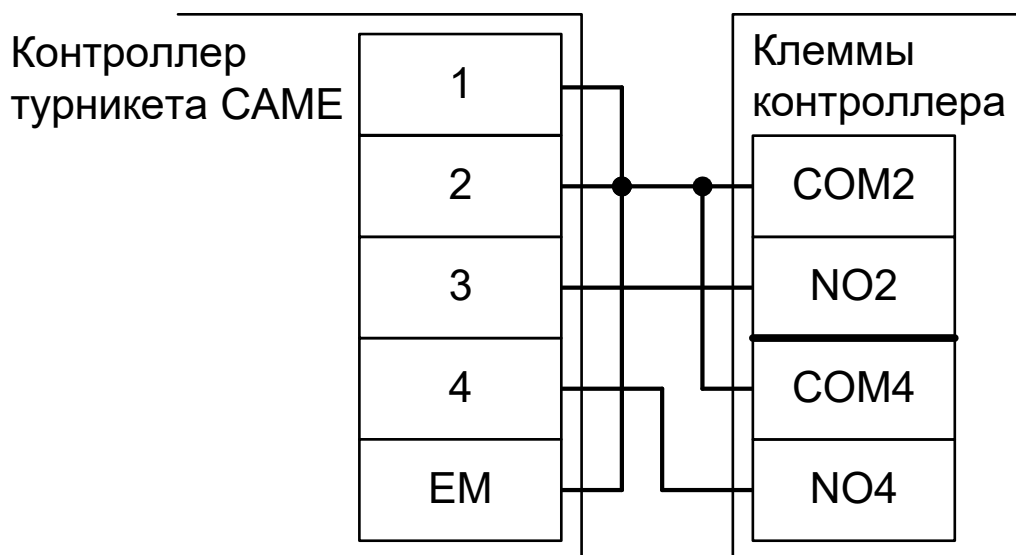 Контроллер
турникета CAME
1
2
3
4
EM
Клеммы
контроллера
COM2
NO2
COM4
NO4